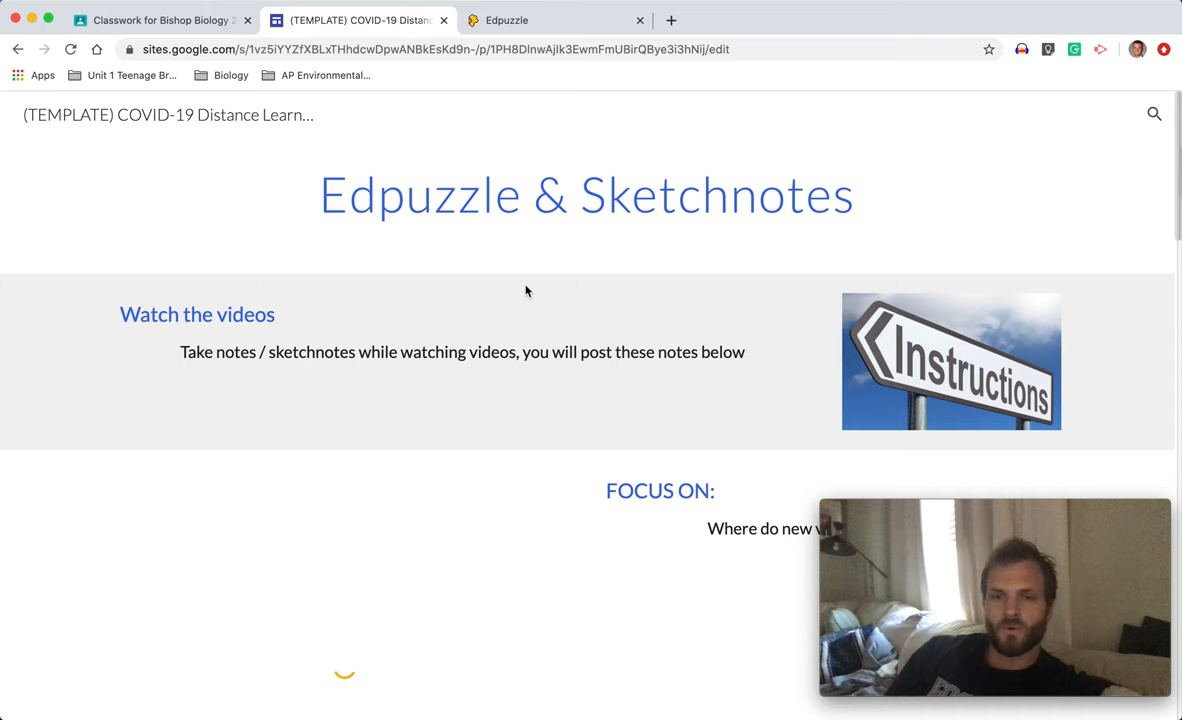 Classwork for Bishop Biology 2
(TEMPLATE) COVID-19 Distanc
Edpuzzle
sites.google.com/s/1vz5iYYZfXBLxTHhdcwDpwANBkEsKd9n-/p/1PH8DlnwAjlk3EwmFmUBirQBye3i3hNij/edit
Apps
Unit 1 Teenage Br...
Biology
AP Environmental...
(TEMPLATE) COVID-19 Distance Learn...
Edpuzzle & Sketchnotes
Watch the videos
Take notes / sketchnotes while watching videos, you will post these notes below
Instructions
FOCUS ON:
Where do new